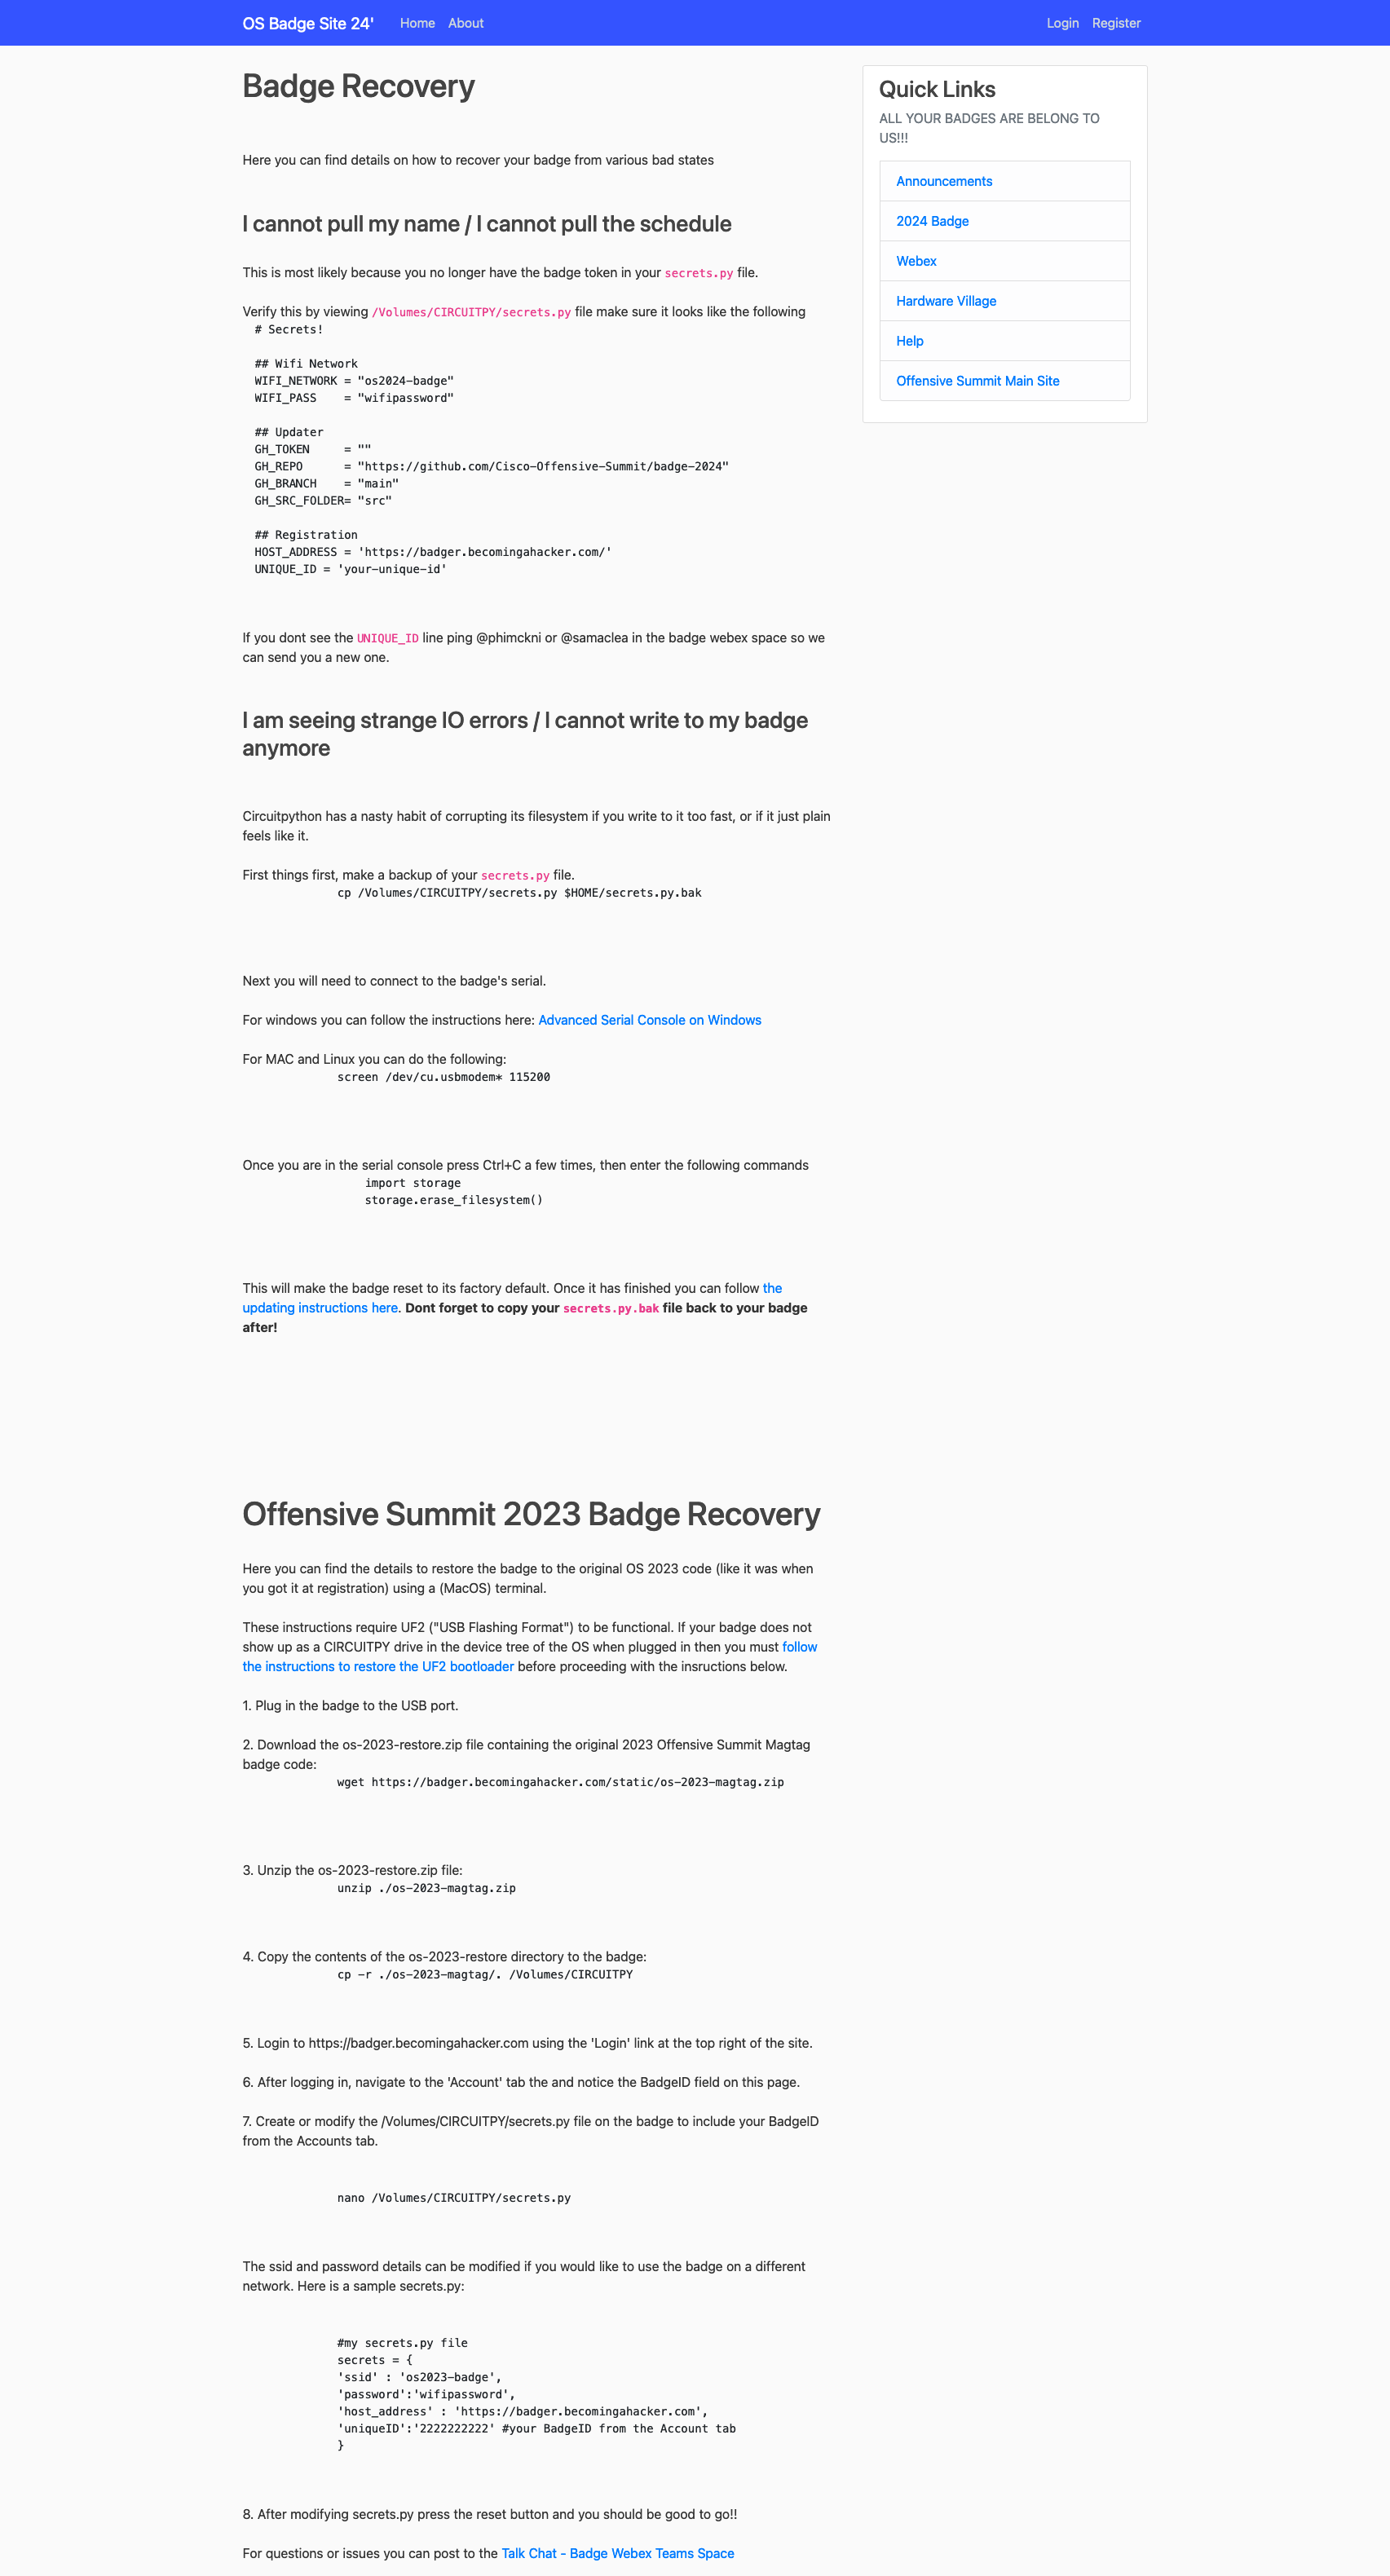 OS Badge Site 24'
Home
About
Login
Register
Badge Recovery
Here you can find details on how to recover your badge from various bad states
I cannot pull my name / I cannot pull the schedule
This is most likely because you no longer have the badge token in your secrets.py file.
Verify this by viewing /Volumes/CIRCUITPY/secrets.py file make sure it looks like the following
# Secrets!
## Wifi Network
WIFI_NETWORK = "os2024-badge"
WIFI_PASS    = "wifipassword"
## Updater
GH_TOKEN     = ""
GH_REPO      = "https://github.com/Cisco-Offensive-Summit/badge-2024"
GH_BRANCH    = "main"
GH_SRC_FOLDER= "src"
## Registration
HOST_ADDRESS = 'https://badger.becomingahacker.com/'
UNIQUE_ID = 'your-unique-id'
If you dont see the UNIQUE_ID line ping @phimckni or @samaclea in the badge webex space so we
can send you a new one.
I am seeing strange IO errors / I cannot write to my badge
anymore
Circuitpython has a nasty habit of corrupting its filesystem if you write to it too fast, or if it just plain
feels like it.
First things first, make a backup of your secrets.py file.
cp /Volumes/CIRCUITPY/secrets.py $HOME/secrets.py.bak
Next you will need to connect to the badge's serial.
For windows you can follow the instructions here: Advanced Serial Console on Windows
For MAC and Linux you can do the following:
screen /dev/cu.usbmodem* 115200
Once you are in the serial console press Ctrl+C a few times, then enter the following commands
import storage
storage.erase_filesystem()
This will make the badge reset to its factory default. Once it has finished you can follow the
updating instructions here. Dont forget to copy your secrets.py.bak file back to your badge
after!
Offensive Summit 2023 Badge Recovery
Here you can find the details to restore the badge to the original OS 2023 code (like it was when
you got it at registration) using a (MacOS) terminal.
These instructions require UF2 ("USB Flashing Format") to be functional. If your badge does not
show up as a CIRCUITPY drive in the device tree of the OS when plugged in then you must follow
the instructions to restore the UF2 bootloader before proceeding with the insructions below.
1. Plug in the badge to the USB port.
2. Download the os-2023-restore.zip file containing the original 2023 Offensive Summit Magtag
badge code:
wget https://badger.becomingahacker.com/static/os-2023-magtag.zip
3. Unzip the os-2023-restore.zip file:
unzip ./os-2023-magtag.zip
4. Copy the contents of the os-2023-restore directory to the badge:
cp -r ./os-2023-magtag/. /Volumes/CIRCUITPY
5. Login to https://badger.becomingahacker.com using the 'Login' link at the top right of the site.
6. After logging in, navigate to the 'Account' tab the and notice the BadgeID field on this page.
7. Create or modify the /Volumes/CIRCUITPY/secrets.py file on the badge to include your BadgeID
from the Accounts tab.
nano /Volumes/CIRCUITPY/secrets.py
The ssid and password details can be modified if you would like to use the badge on a different
network. Here is a sample secrets.py:
#my secrets.py file
secrets = {
'ssid' : 'os2023-badge',
'password':'wifipassword',
'host_address' : 'https://badger.becomingahacker.com',
'uniqueID':'2222222222' #your BadgeID from the Account tab
}
8. After modifying secrets.py press the reset button and you should be good to go!!
For questions or issues you can post to the Talk Chat - Badge Webex Teams Space
Quick Links
ALL YOUR BADGES ARE BELONG TO
US!!!
Announcements
2024 Badge
Webex
Hardware Village
Help
Offensive Summit Main Site